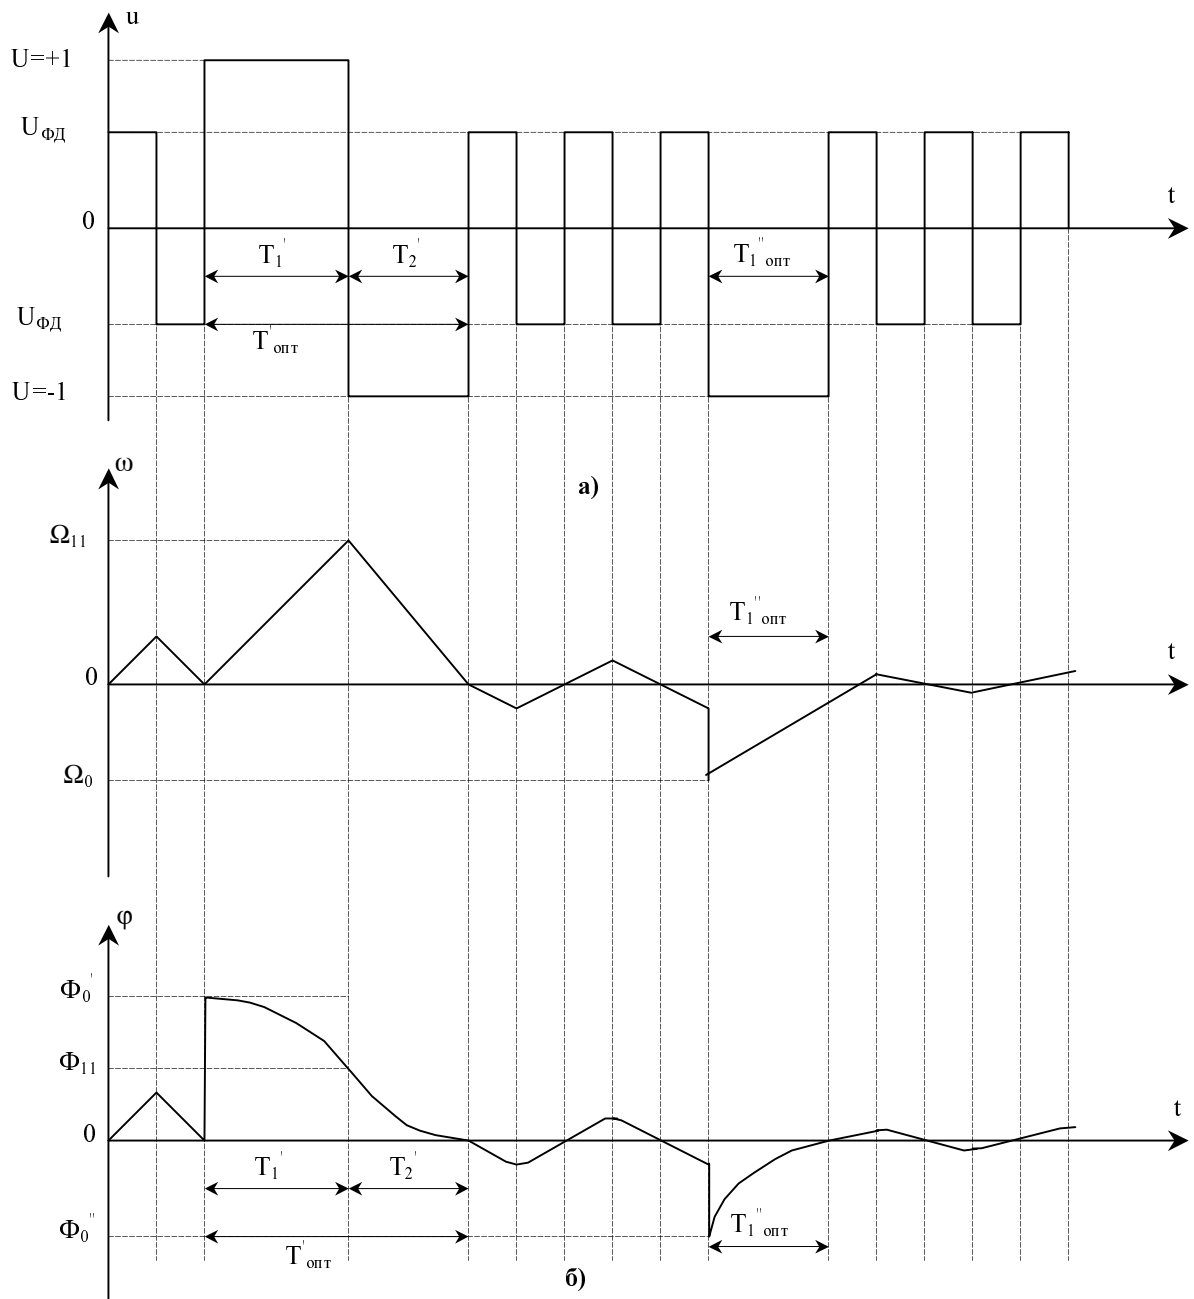 u
U=+1
UФД
t
0
T1' T2' T1''опт
UФД
T'опт
U=-1
ω
а)
Ω11
T1''опт
t
0
Ω0
φ
Φ0'
Φ11
t
0
T1' T2'
Φ0'' T1''опт
T'опт
б)